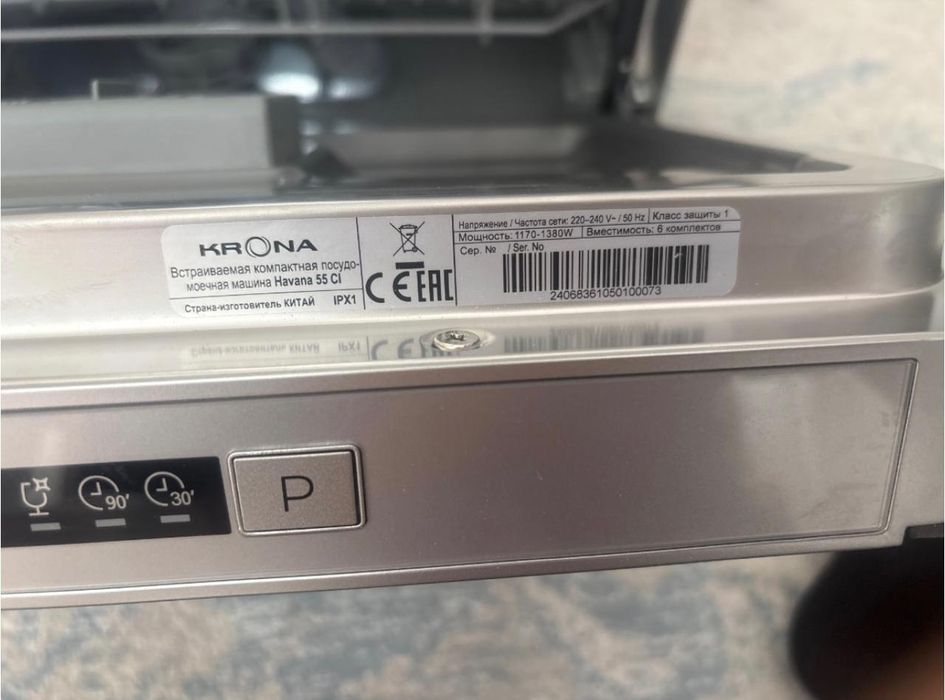 KRONA
Встраиваемая компактная посудо-
моечная машина Havana 55 CI
Страна-изготовитель КИТАЙ IPX1
CE EAC
Напряжение / Частота сети: 220-240 V~ / 50 Hz Класс защиты 1
Мощность: 1170-1380W Вместимость: 6 комплектов
Сер. № / Ser. No
24068361050100073
90' 30' P